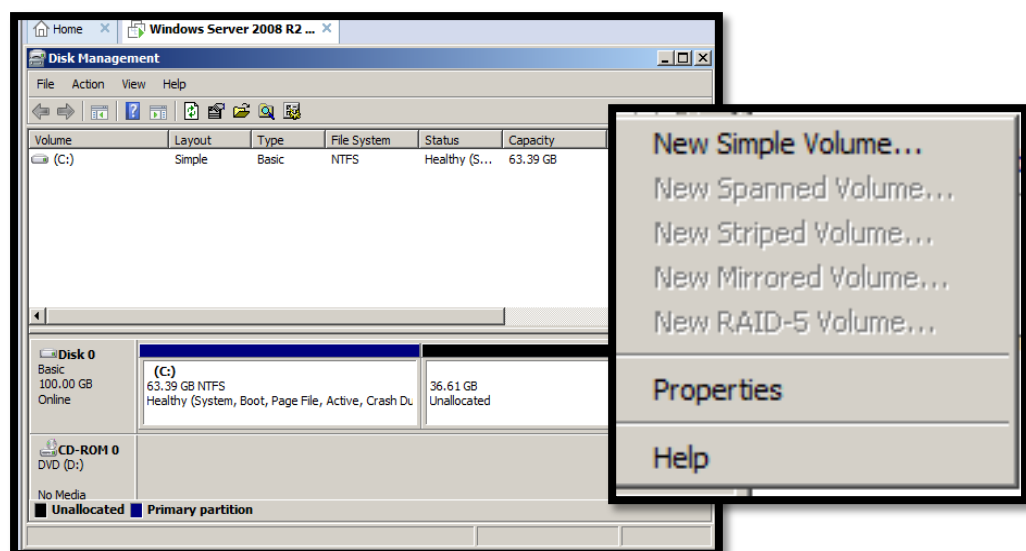 Home
Windows Server 2008 R2 ...
Disk Management
File Action View Help
Volume Layout Type File System Status Capacity
(C:) Simple Basic NTFS Healthy (S... 63.39 GB
Disk 0
Basic
100.00 GB
Online
(C:)
63.39 GB NTFS
Healthy (System, Boot, Page File, Active, Crash Du
36.61 GB
Unallocated
CD-ROM 0
DVD (D:)
No Media
Unallocated Primary partition
New Simple Volume...
New Spanned Volume...
New Striped Volume...
New Mirrored Volume...
New RAID-5 Volume...
Properties
Help